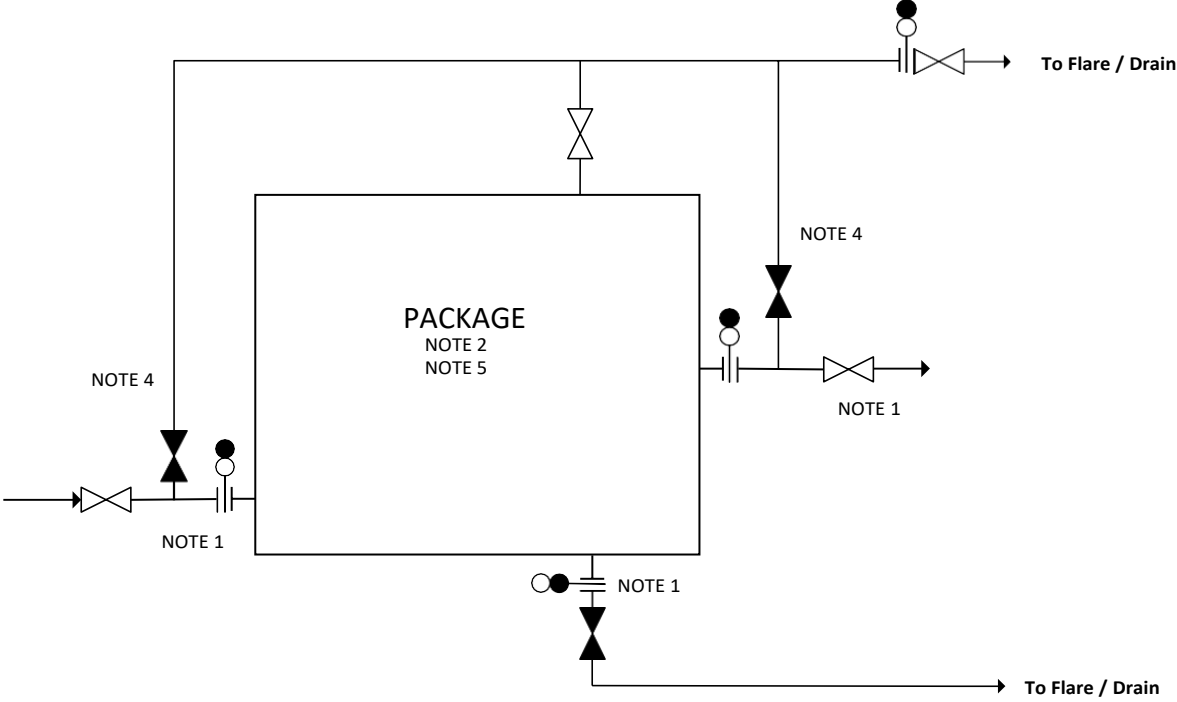 To Flare / Drain
NOTE 4
PACKAGE
NOTE 2
NOTE 5
NOTE 4
NOTE 1
NOTE 1
NOTE 1
To Flare / Drain